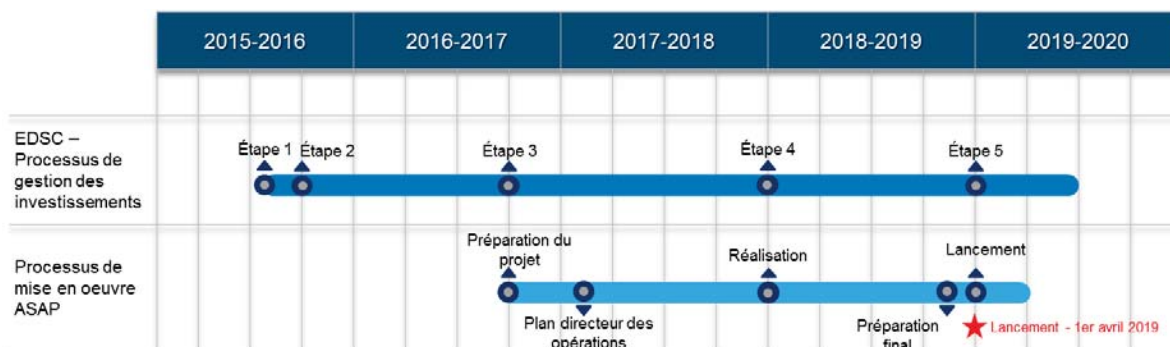 2015-2016 2016-2017 2017-2018 2018-2019 2019-2020
EDSC –
Processus de
gestion des
investissements
Étape 1 Étape 2 Étape 3 Étape 4 Étape 5
Processus de
mise en oeuvre
ASAP
Préparation du
projet
Réalisation
Lancement
Plan directeur des
opérations
Préparation
final
Lancement - 1er avril 2019